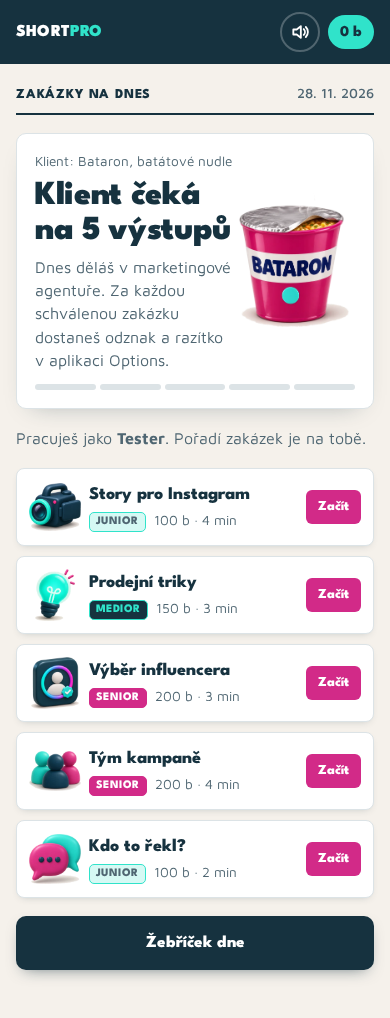 SHORTPRO
0 b
ZAKÁZKY NA DNES
28. 11. 2026
Klient: Bataron, batátové nudle
Klient čeká
na 5 výstupů
Dnes děláš v marketingové
agentuře. Za každou
schválenou zakázku
dostaneš odznak a razítko
v aplikaci Options.
BATARON
Pracuješ jako Tester. Pořadí zakázek je na tobě.
Story pro Instagram
JUNIOR 100 b · 4 min
Začít
Prodejní triky
MEDIOR 150 b · 3 min
Začít
Výběr influencera
SENIOR 200 b · 3 min
Začít
Tým kampaně
SENIOR 200 b · 4 min
Začít
Kdo to řekl?
JUNIOR 100 b · 2 min
Začít
Žebříček dne